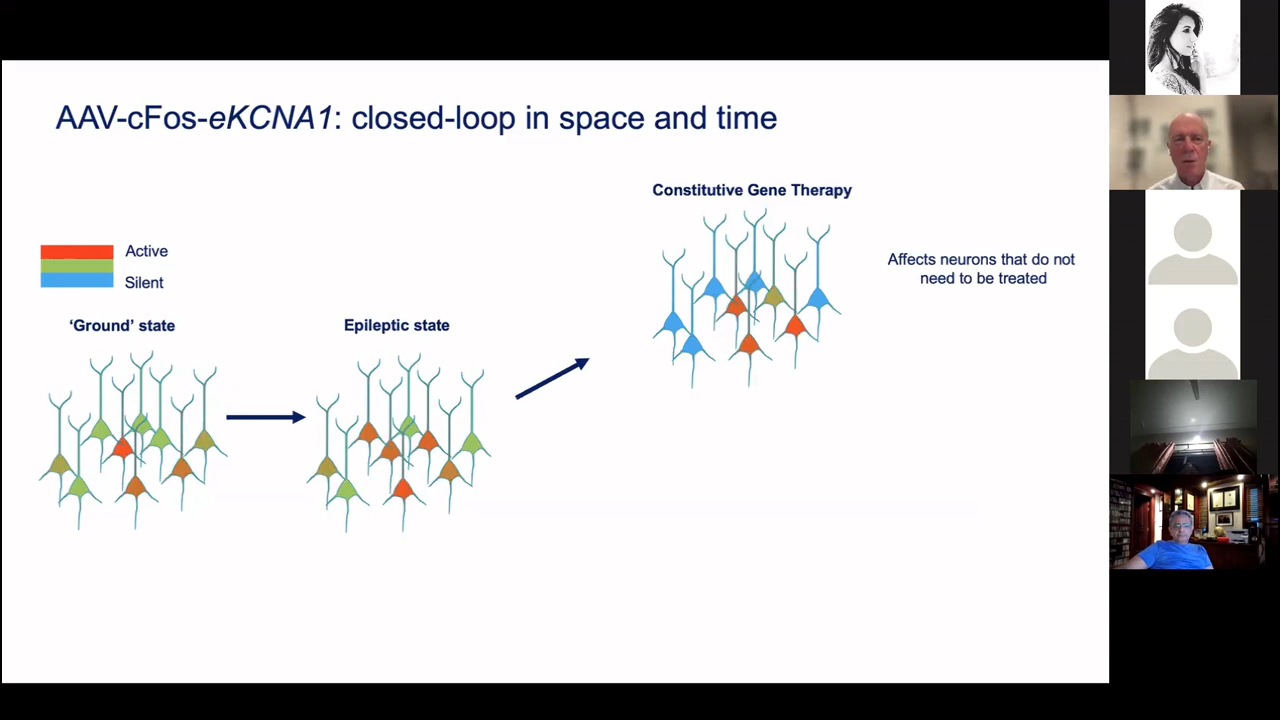 AAV-cFos-eKCNA1: closed-loop in space and time
Constitutive Gene Therapy
Active
Silent
Affects neurons that do not
need to be treated
‘Ground’ state
Epileptic state